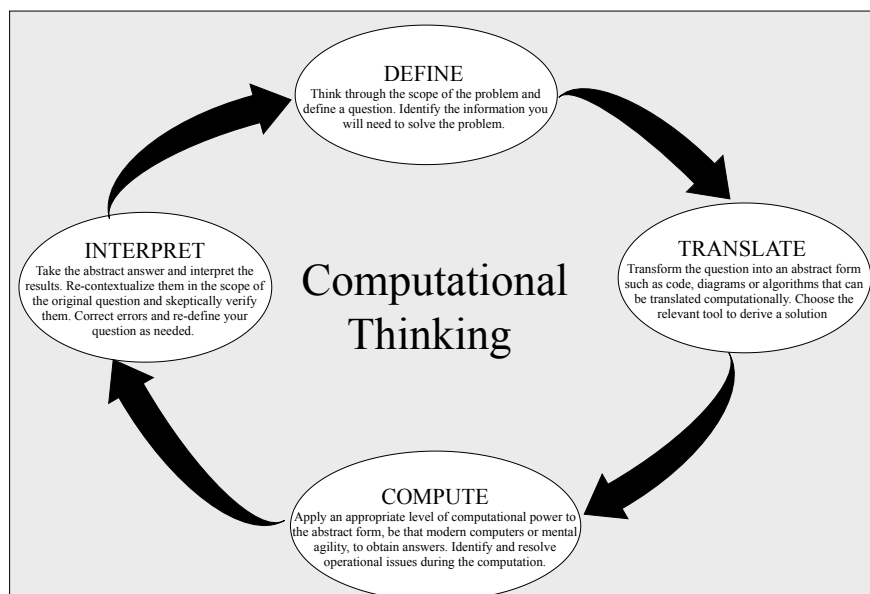 DEFINE
Think through the scope of the problem and
define a question. Identify the information you
will need to solve the problem.
TRANSLATE
Transform the question into an abstract form
such as code, diagrams or algorithms that can
be translated computationally. Choose the
relevant tool to derive a solution
INTERPRET
Take the abstract answer and interpret the
results. Re-contextualize them in the scope of
the original question and skeptically verify
them. Correct errors and re-define your
question as needed.
Computational
Thinking
COMPUTE
Apply an appropriate level of computational power to
the abstract form, be that modern computers or mental
agility, to obtain answers. Identify and resolve
operational issues during the computation.